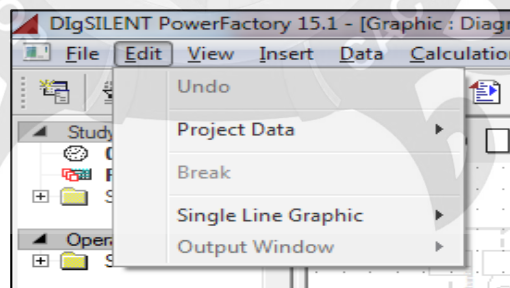 DIgSILENT PowerFactory 15.1 - [Graphic : Diagr
File Edit View Insert Data Calculation
Undo
Project Data
Break
Single Line Graphic
Output Window
Study
Oper